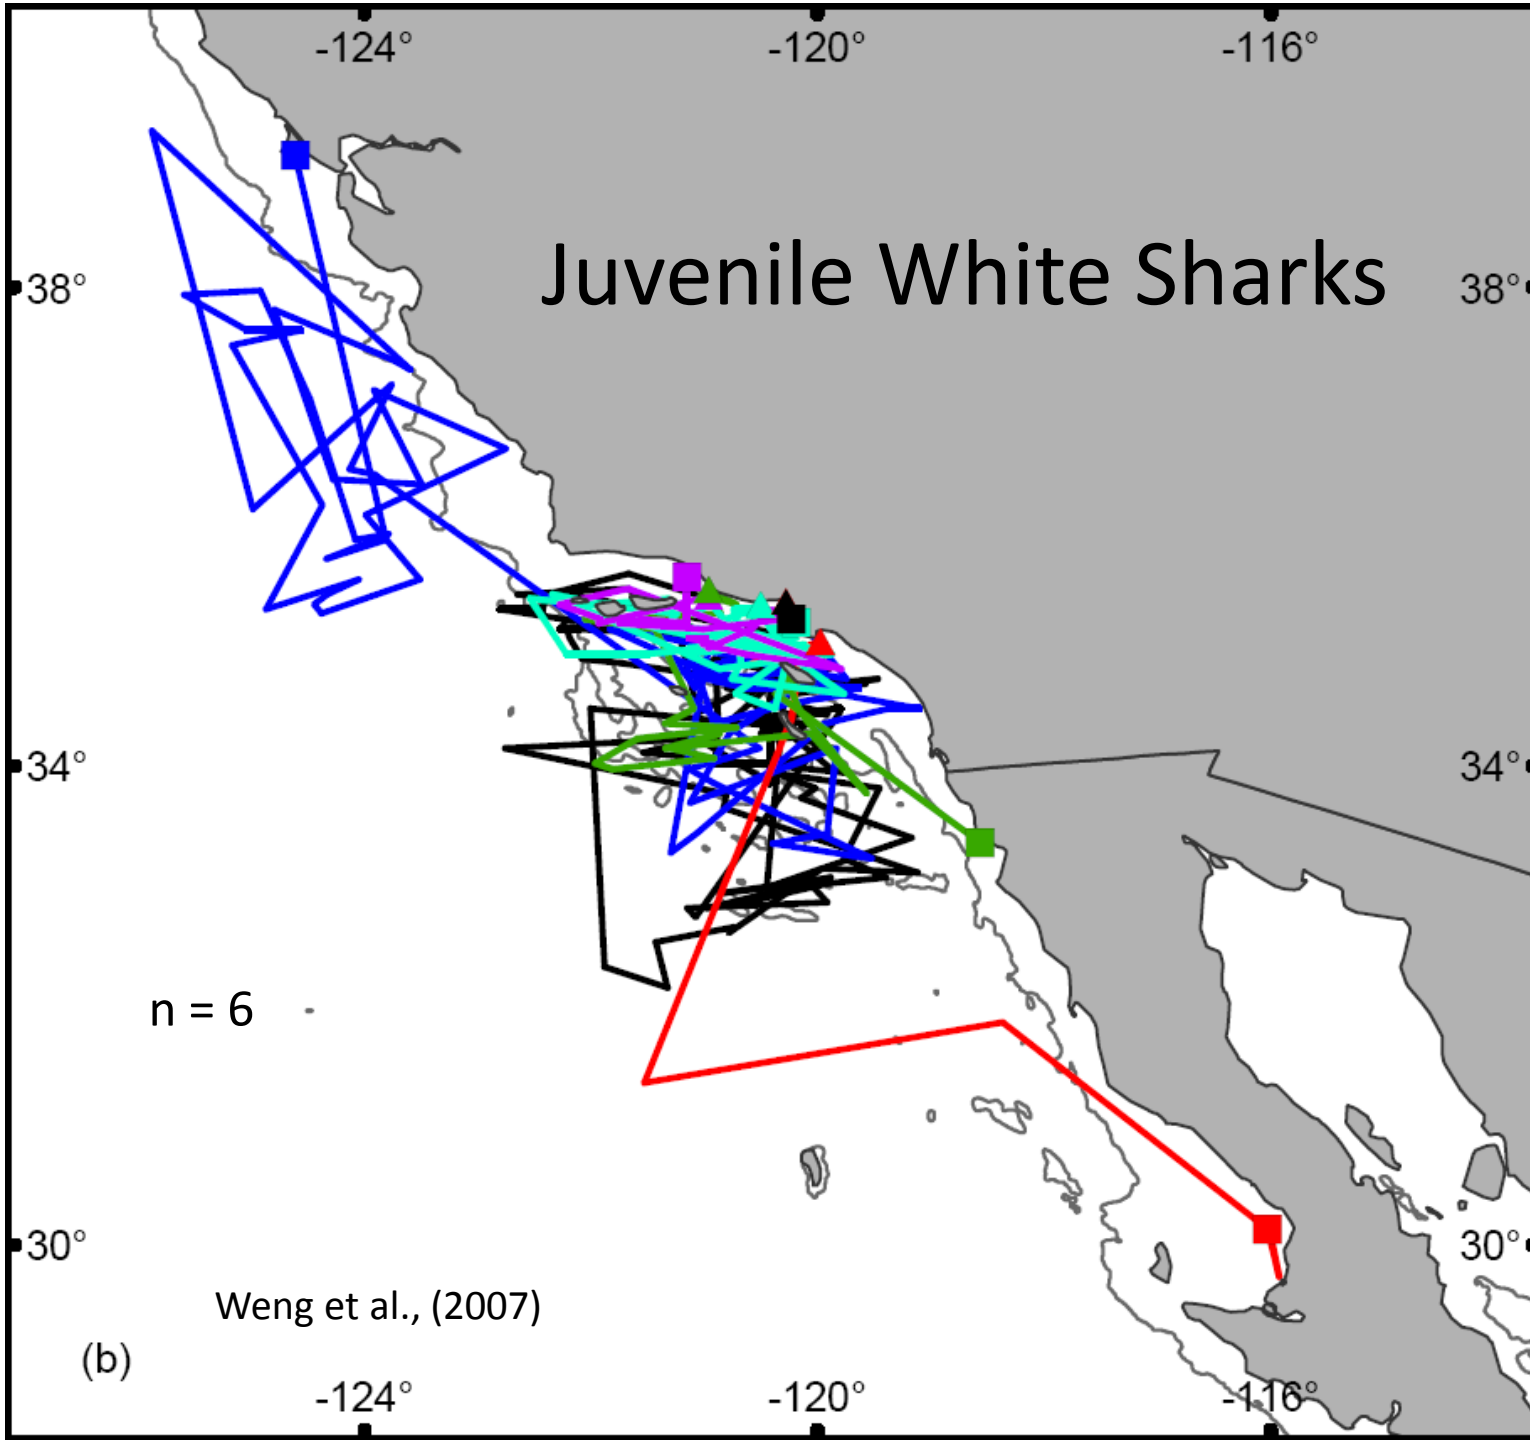 -124° -120° -116°
Juvenile White Sharks
38° 38°
34° 34°
n = 6
30° 30°
Weng et al., (2007)
(b)
-124° -120° -116°